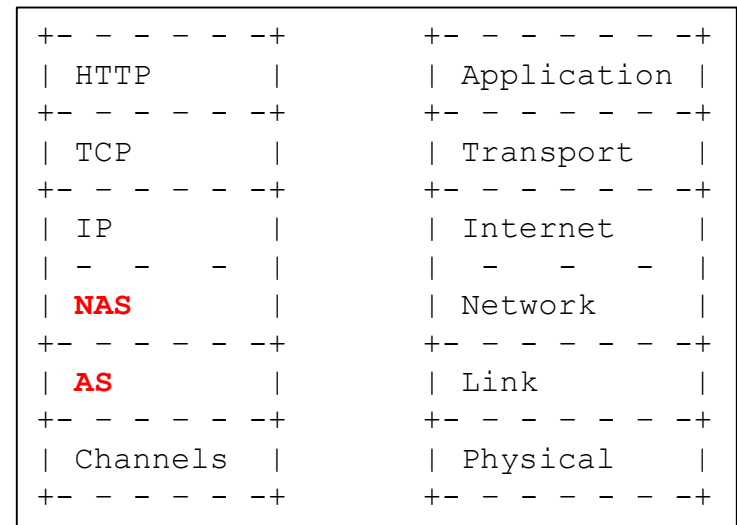 +- - - - - -+ +- - - - - - -+
| HTTP | | Application |
+- - - - - -+ +- - - - - - -+
| TCP | | Transport |
+- - - - - -+ +- - - - - - -+
| IP | | Internet |
| - - - | | - - - |
| NAS | | Network |
+- - - - - -+ +- - - - - - -+
| AS | | Link |
+- - - - - -+ +- - - - - - -+
| Channels | | Physical |
+- - - - - -+ +- - - - - - -+